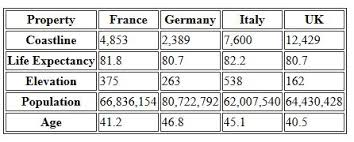 Property France Germany Italy UK
Coastline 4,853 2,389 7,600 12,429
Life Expectancy 81.8 80.7 82.2 80.7
Elevation 375 263 538 162
Population 66,836,154 80,722,792 62,007,540 64,430,428
Age 41.2 46.8 45.1 40.5